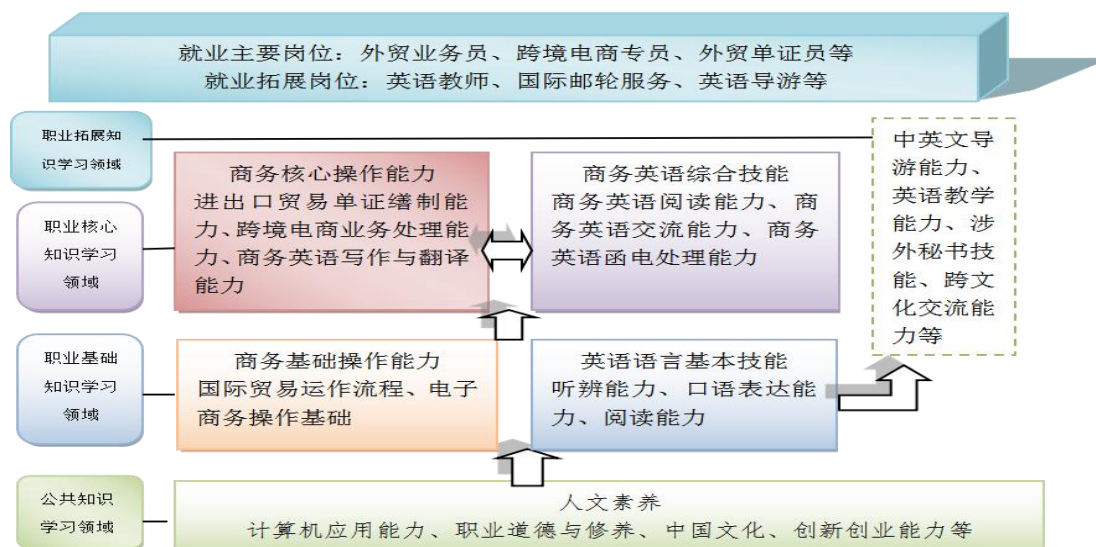 就业主要岗位：外贸业务员、跨境电商专员、外贸单证员等
就业拓展岗位：英语教师、国际邮轮服务、英语导游等
职业拓展知
识学习领域
中英文导
游能力、
英语教学
能力、涉
外秘书技
能、跨文
化交流能
力等
职业核心
知识学习
领域
商务核心操作能力
进出口贸易单证缮制能
力、跨境电商业务处理能
力、商务英语写作与翻译
能力
商务英语综合技能
商务英语阅读能力、商
务英语交流能力、商务
英语函电处理能力
职业基础
知识学习
领域
商务基础操作能力
国际贸易运作流程、电子
商务操作基础
英语语言基本技能
听辨能力、口语表达能
力、阅读能力
公共知识
学习领域
人文素养
计算机应用能力、职业道德与修养、中国文化、创新创业能力等